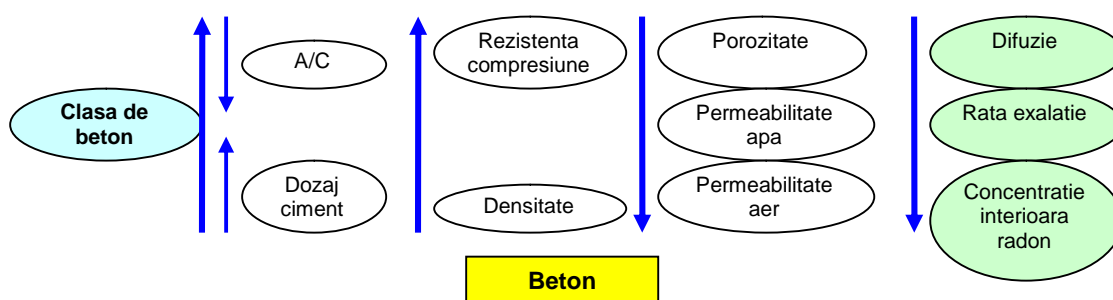 Clasa de
beton
A/C
Dozaj
ciment
Rezistenta
compresiune
Densitate
Porozitate
Permeabilitate
apa
Permeabilitate
aer
Difuzie
Rata exalatie
Concentratie
interioara
radon
Beton